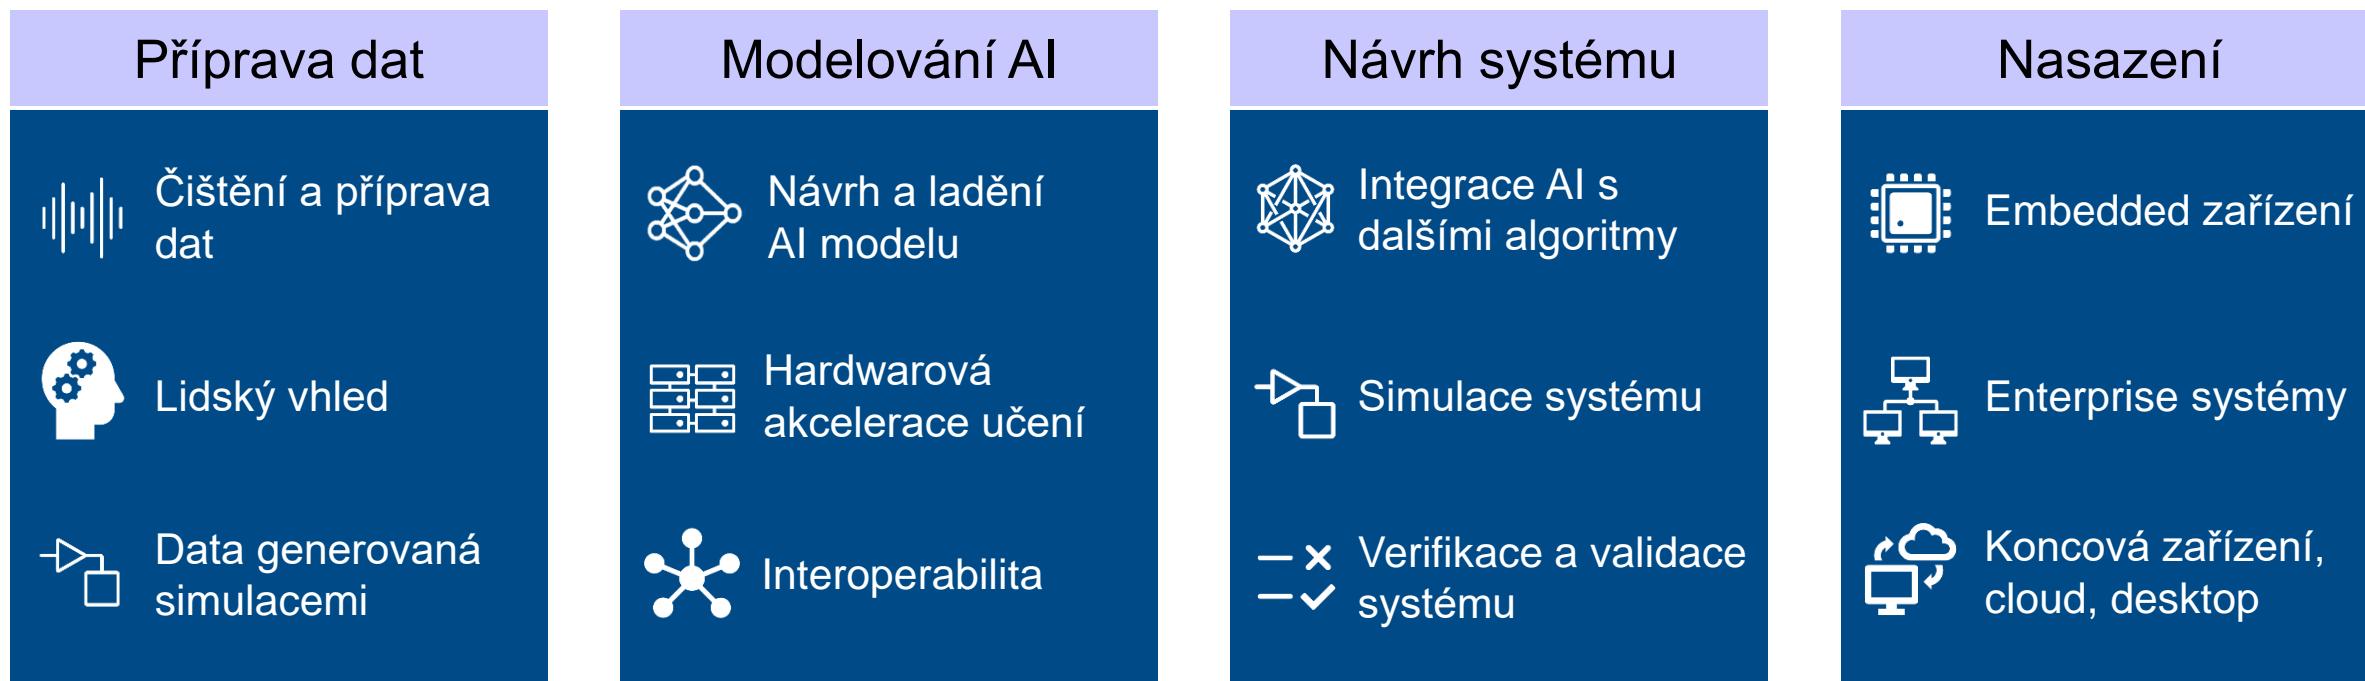 Příprava dat
Čištění a příprava
dat
Lidský vhled
Data generovaná
simulacemi
Modelování AI
Návrh a ladění
AI modelu
Hardwarová
akcelerace učení
Interoperabilita
Návrh systému
Integrace AI s
dalšími algoritmy
Simulace systému
Verifikace a validace
systému
Nasazení
Embedded zařízení
Enterprise systémy
Koncová zařízení,
cloud, desktop